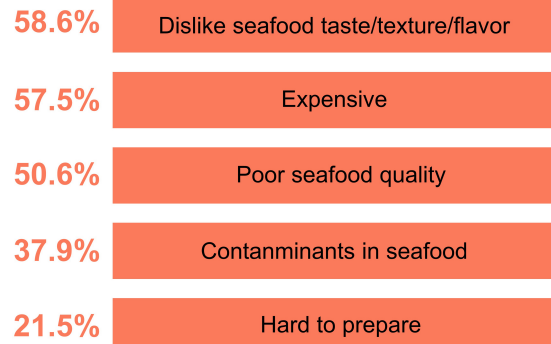 58.6% Dislike seafood taste/texture/flavor
57.5% Expensive
50.6% Poor seafood quality
37.9% Contanminants in seafood
21.5% Hard to prepare